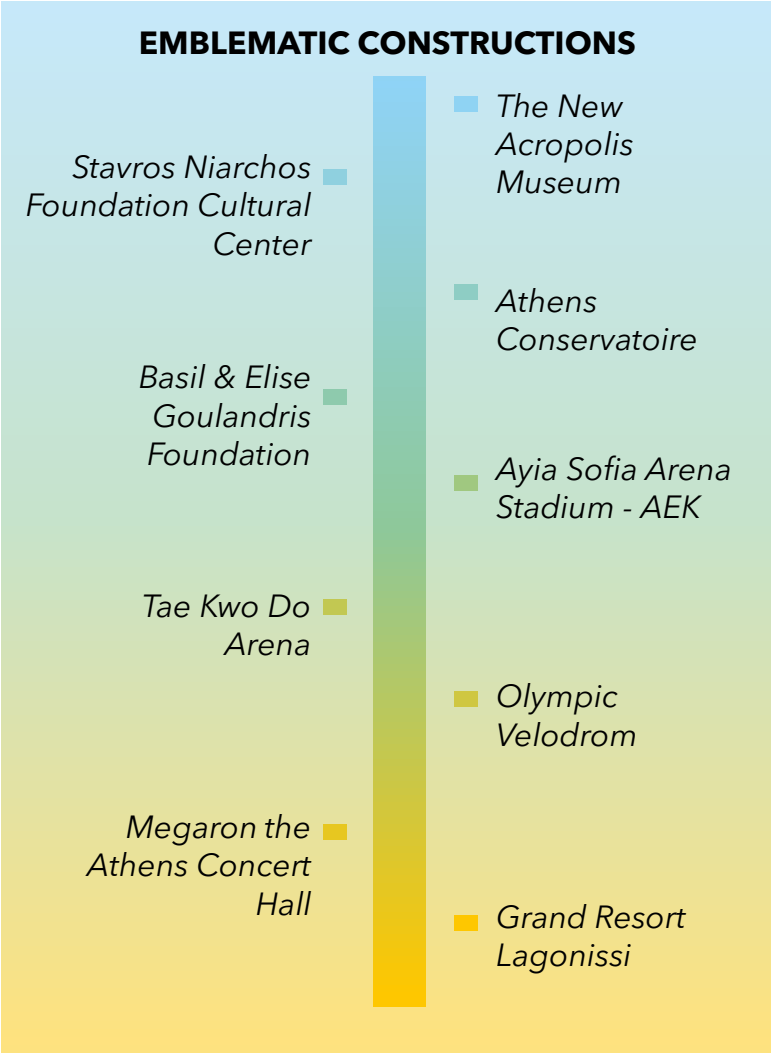 EMBLEMATIC CONSTRUCTIONS
The New
Acropolis
Museum
Stavros Niarchos
Foundation Cultural
Center
Athens
Conservatoire
Basil & Elise
Goulandris
Foundation
Ayia Sofia Arena
Stadium - AEK
Tae Kwo Do
Arena
Olympic
Velodrom
Megaron the
Athens Concert
Hall
Grand Resort
Lagonissi